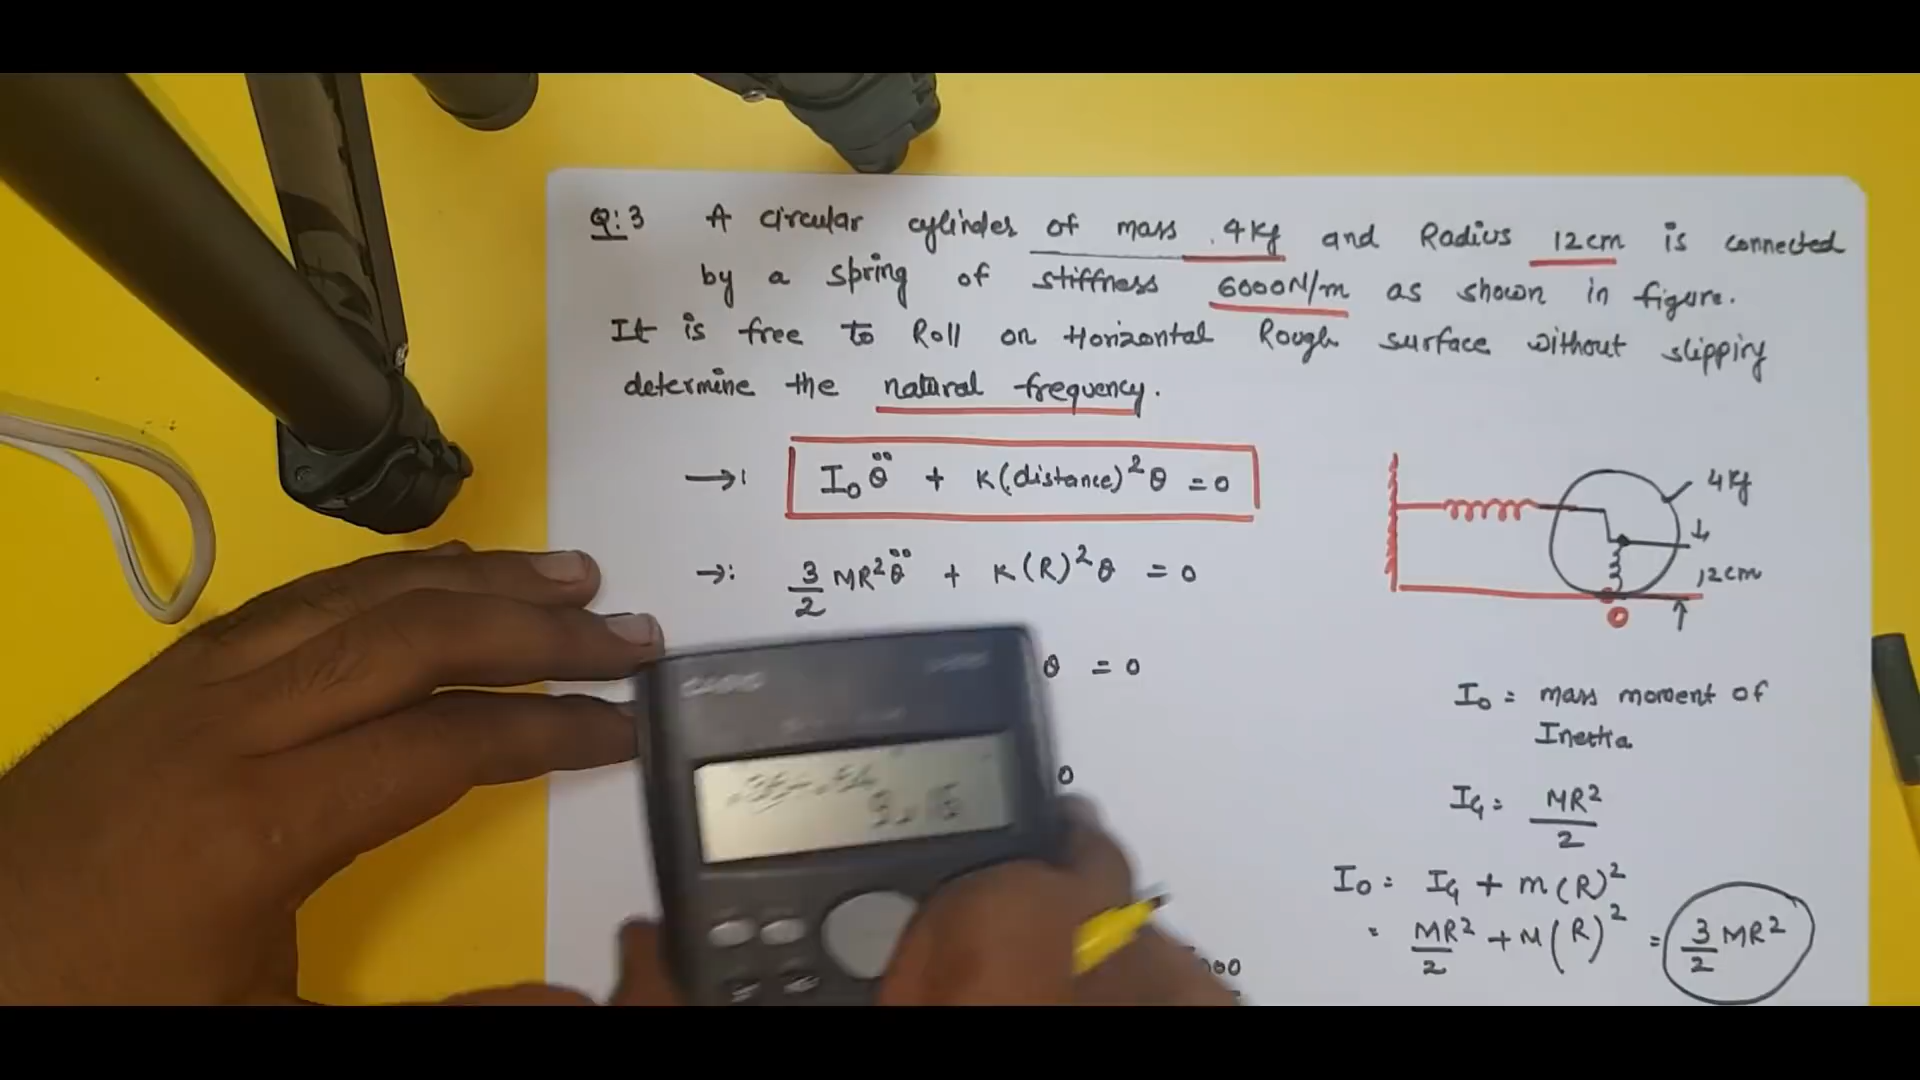 Q:3 A circular cylinder of mass 4Kg and Radius 12cm is connected
by a spring of stiffness 6000N/m as shown in figure.
It is free to Roll on Horizontal Rough surface without slipping
determine the natural frequency.
→: I₀θ̈ + K(distance)²θ = 0
→: 3/2 MR²θ̈ + K(R)²θ = 0
θ = 0
0
4Kg
12cm
O
I₀ = mass moment of
Inertia
IG = MR²/2
I₀ = IG + m(R)²
= MR²/2 + M(R)² = 3/2 MR²